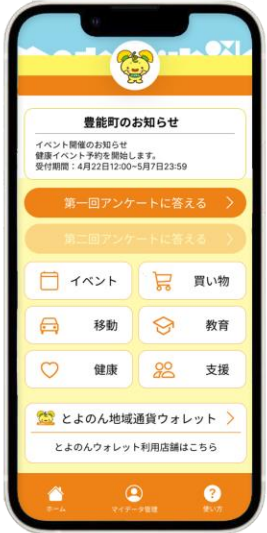 豊能町のお知らせ
イベント開催のお知らせ
健康イベント予約を開始します。
受付期間：4月22日12:00~5月7日23:59
第一回アンケートに答える
第二回アンケートに答える
イベント
買い物
移動
教育
健康
支援
とよのん地域通貨ウォレット
とよのんウォレット利用店舗はこちら
ホーム
マイデータ管理
使い方